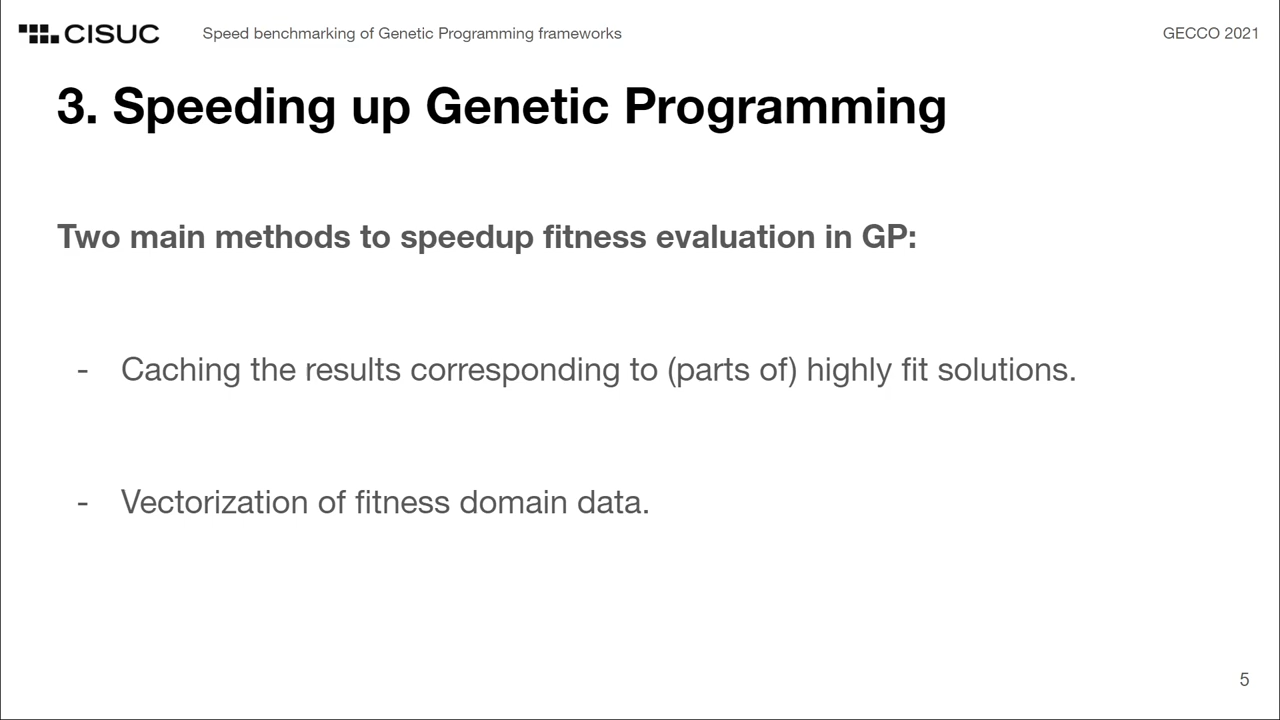 CISUC
Speed benchmarking of Genetic Programming frameworks
GECCO 2021
3. Speeding up Genetic Programming
Two main methods to speedup fitness evaluation in GP:
- Caching the results corresponding to (parts of) highly fit solutions.
- Vectorization of fitness domain data.
5